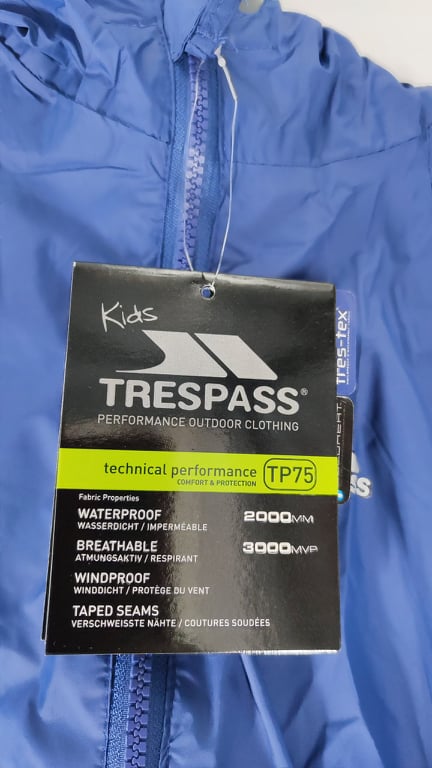 Kids
TRESPASS®
PERFORMANCE OUTDOOR CLOTHING
technical performance TP75
COMFORT & PROTECTION
Fabric Properties
WATERPROOF 2000MM
WASSERDICHT / IMPERMÉABLE
BREATHABLE 3000MVP
ATMUNGSAKTIV / RESPIRANT
WINDPROOF
WINDDICHT / PROTÈGE DU VENT
TAPED SEAMS
VERSCHWEISSTE NÄHTE / COUTURES SOUDÉES
tres-tex